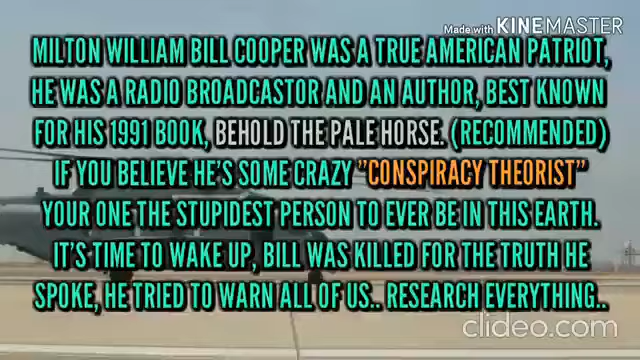 Made with KINEMASTER
MILTON WILLIAM BILL COOPER WAS A TRUE AMERICAN PATRIOT,
HE WAS A RADIO BROADCASTOR AND AN AUTHOR, BEST KNOWN
FOR HIS 1991 BOOK, BEHOLD THE PALE HORSE. (RECOMMENDED)
IF YOU BELIEVE HE'S SOME CRAZY "CONSPIRACY THEORIST"
YOUR ONE THE STUPIDEST PERSON TO EVER BE IN THIS EARTH.
IT'S TIME TO WAKE UP, BILL WAS KILLED FOR THE TRUTH HE
SPOKE, HE TRIED TO WARN ALL OF US.. RESEARCH EVERYTHING..
clideo.com